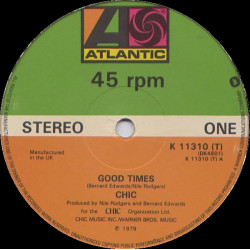 ATLANTIC
45 rpm
STEREO
ONE
Manufactured
in the UK
K 11310 (T)
(DK4801)
K 11310 (T) A
GOOD TIMES
(Bernard Edwards/Nile Rodgers)
CHIC
Produced by Nile Rodgers and Bernard Edwards
for the CHIC Organization Ltd
CHIC MUSIC INC./WARNER BROS. MUSIC
℗ 1979